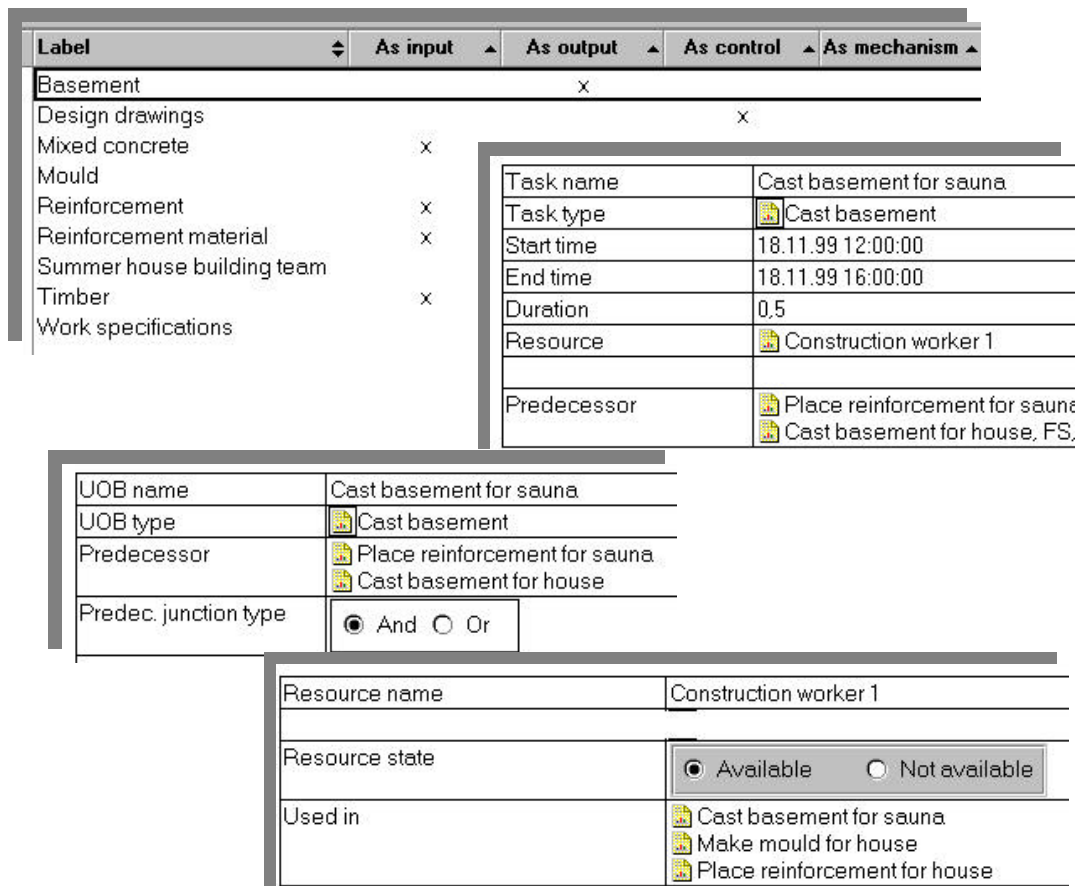 Label As input As output As control As mechanism
Basement x
Design drawings x
Mixed concrete x
Mould
Reinforcement x
Reinforcement material x
Summer house building team
Timber x
Work specifications
Task name Cast basement for sauna
Task type Cast basement
Start time 18.11.99 12:00:00
End time 18.11.99 16:00:00
Duration 0,5
Resource Construction worker 1
Predecessor Place reinforcement for sauna
Cast basement for house, FS,
UOB name Cast basement for sauna
UOB type Cast basement
Predecessor Place reinforcement for sauna
Cast basement for house
Predec. junction type And Or
Resource name Construction worker 1
Resource state Available Not available
Used in Cast basement for sauna
Make mould for house
Place reinforcement for house